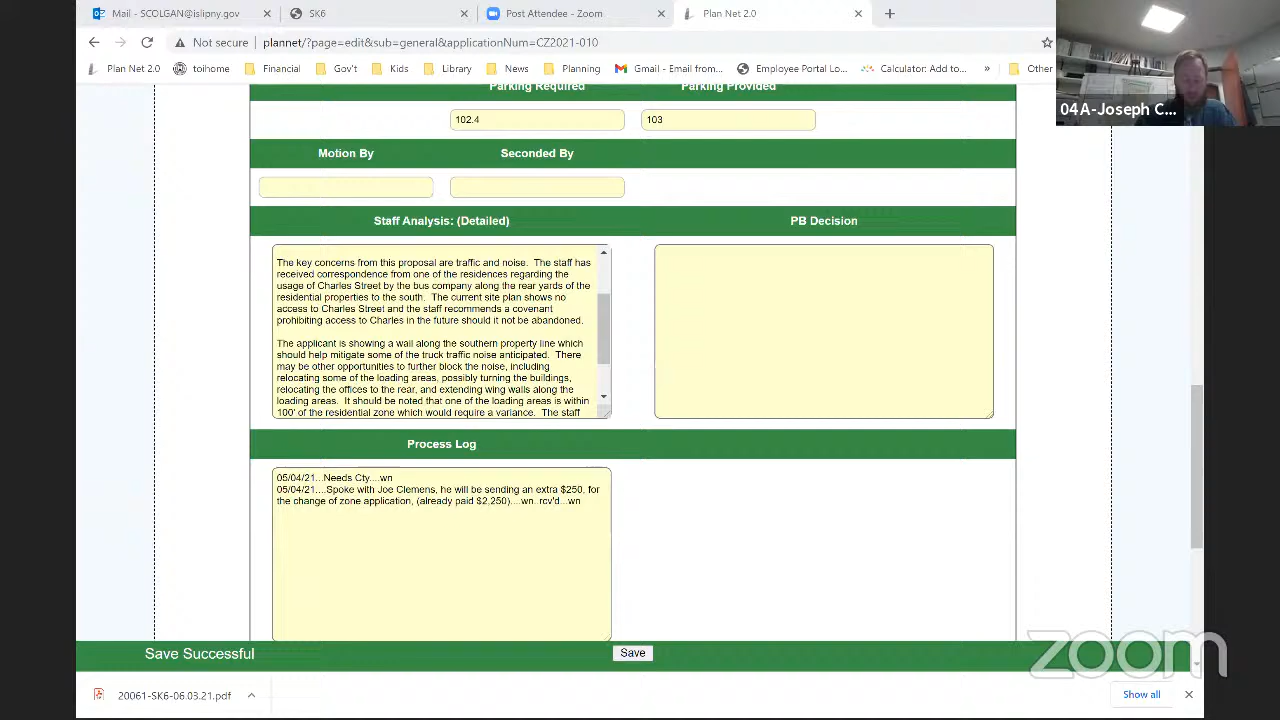 Mail - SCOLGAN@islipny.gov
SK6
Post Attendee - Zoom
Plan Net 2.0
Not secure
plannet/?page=edit&sub=general&applicationNum=CZ2021-010
Plan Net 2.0
toihome
Financial
Gov
Kids
Library
News
Planning
Gmail - Email from...
Employee Portal Lo...
Calculator: Add to...
»
Other
04 A-Joseph C...
Parking Required
Parking Provided
102.4
103
Motion By
Seconded By
Staff Analysis: (Detailed)
PB Decision
The key concerns from this proposal are traffic and noise. The staff has
received correspondence from one of the residences regarding the
usage of Charles Street by the bus company along the rear yards of the
residential properties to the south. The current site plan shows no
access to Charles Street and the staff recommends a covenant
prohibiting access to Charles in the future should it not be abandoned.
The applicant is showing a wall along the southern property line which
should help mitigate some of the truck traffic noise anticipated. There
may be other opportunities to further block the noise, including
relocating some of the loading areas, possibly turning the buildings,
relocating the offices to the rear, and extending wing walls along the
loading areas. It should be noted that one of the loading areas is within
100' of the residential zone which would require a variance. The staff
Process Log
05/04/21...Needs Cty....wn
05/04/21....Spoke with Joe Clemens, he will be sending an extra $250, for
the change of zone application, (already paid $2,250)....wn..rcv'd...wn
Save Successful
Save
zoom
20061-SK6-06.03.21.pdf
Show all